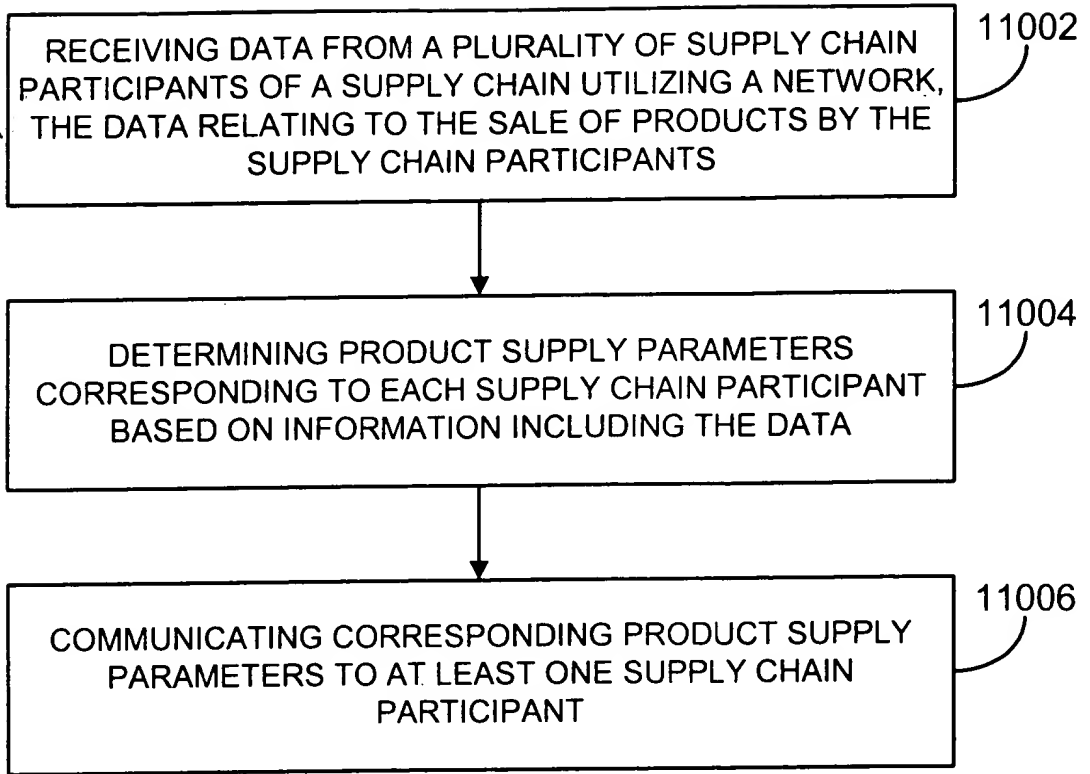 RECEIVING DATA FROM A PLURALITY OF SUPPLY CHAIN
PARTICIPANTS OF A SUPPLY CHAIN UTILIZING A NETWORK,
THE DATA RELATING TO THE SALE OF PRODUCTS BY THE
SUPPLY CHAIN PARTICIPANTS
11002
DETERMINING PRODUCT SUPPLY PARAMETERS
CORRESPONDING TO EACH SUPPLY CHAIN PARTICIPANT
BASED ON INFORMATION INCLUDING THE DATA
11004
COMMUNICATING CORRESPONDING PRODUCT SUPPLY
PARAMETERS TO AT LEAST ONE SUPPLY CHAIN
PARTICIPANT
11006